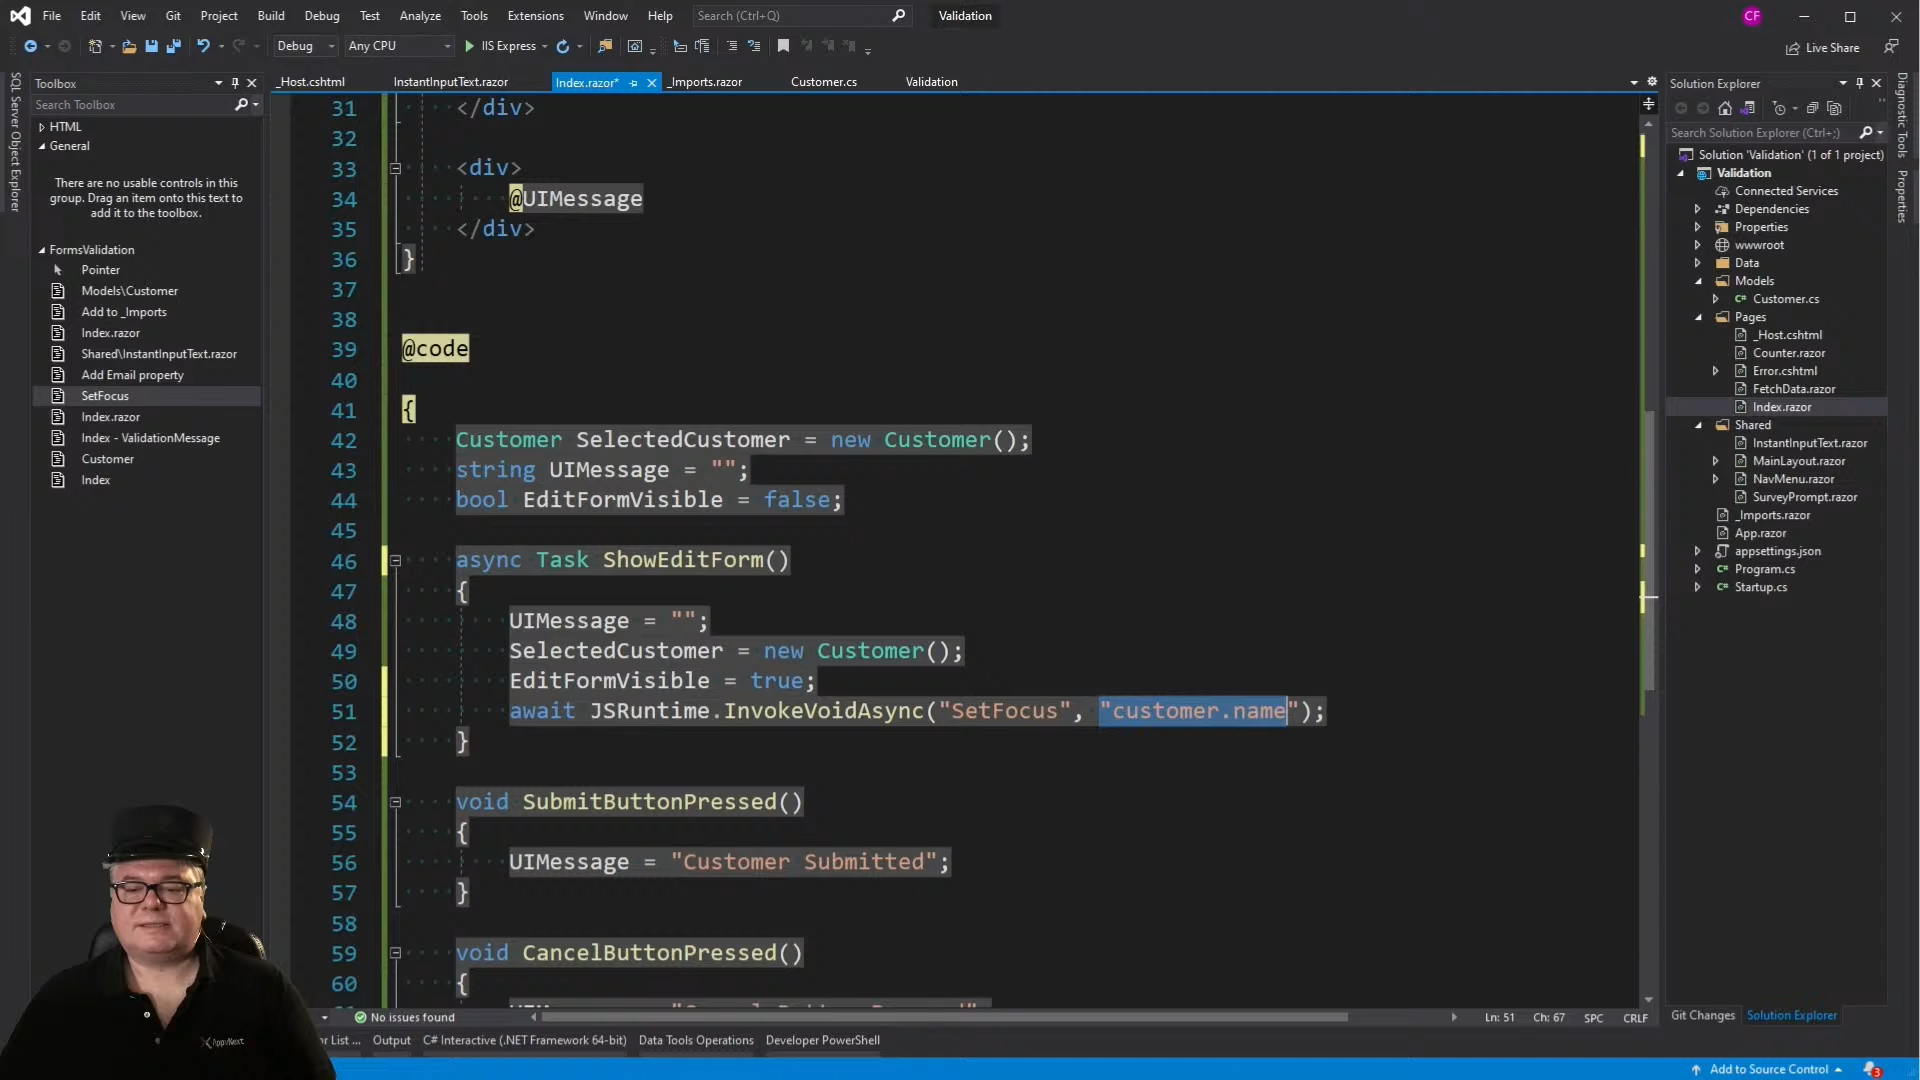 File Edit View Git Project Build Debug Test Analyze Tools Extensions Window Help Search (Ctrl+Q) Validation CF
Debug Any CPU IIS Express Live Share
SQL Server Object Explorer
Toolbox
Search Toolbox
HTML
General
There are no usable controls in this
group. Drag an item onto this text to
add it to the toolbox.
FormsValidation
Pointer
Models\Customer
Add to _Imports
Index.razor
Shared\InstantInputText.razor
Add Email property
SetFocus
Index.razor
Index - ValidationMessage
Customer
Index
_Host.cshtml InstantInputText.razor Index.razor* _Imports.razor Customer.cs Validation
31 </div>
32
33 <div>
34 @UIMessage
35 </div>
36 }
37
38
39 @code
40
41 {
42 Customer SelectedCustomer = new Customer();
43 string UIMessage = "";
44 bool EditFormVisible = false;
45
46 async Task ShowEditForm()
47 {
48 UIMessage = "";
49 SelectedCustomer = new Customer();
50 EditFormVisible = true;
51 await JSRuntime.InvokeVoidAsync("SetFocus", "customer.name");
52 }
53
54 void SubmitButtonPressed()
55 {
56 UIMessage = "Customer Submitted";
57 }
58
59 void CancelButtonPressed()
60 {
No issues found Ln: 51 Ch: 67 SPC CRLF
Output C# Interactive (.NET Framework 64-bit) Data Tools Operations Developer PowerShell
Solution Explorer
Search Solution Explorer (Ctrl+;)
Solution 'Validation' (1 of 1 project)
Validation
Connected Services
Dependencies
Properties
wwwroot
Data
Models
Customer.cs
Pages
_Host.cshtml
Counter.razor
Error.cshtml
FetchData.razor
Index.razor
Shared
InstantInputText.razor
MainLayout.razor
NavMenu.razor
SurveyPrompt.razor
_Imports.razor
App.razor
appsettings.json
Program.cs
Startup.cs
Git Changes Solution Explorer
Diagnostic Tools
Properties
AppvNext
Add to Source Control 3